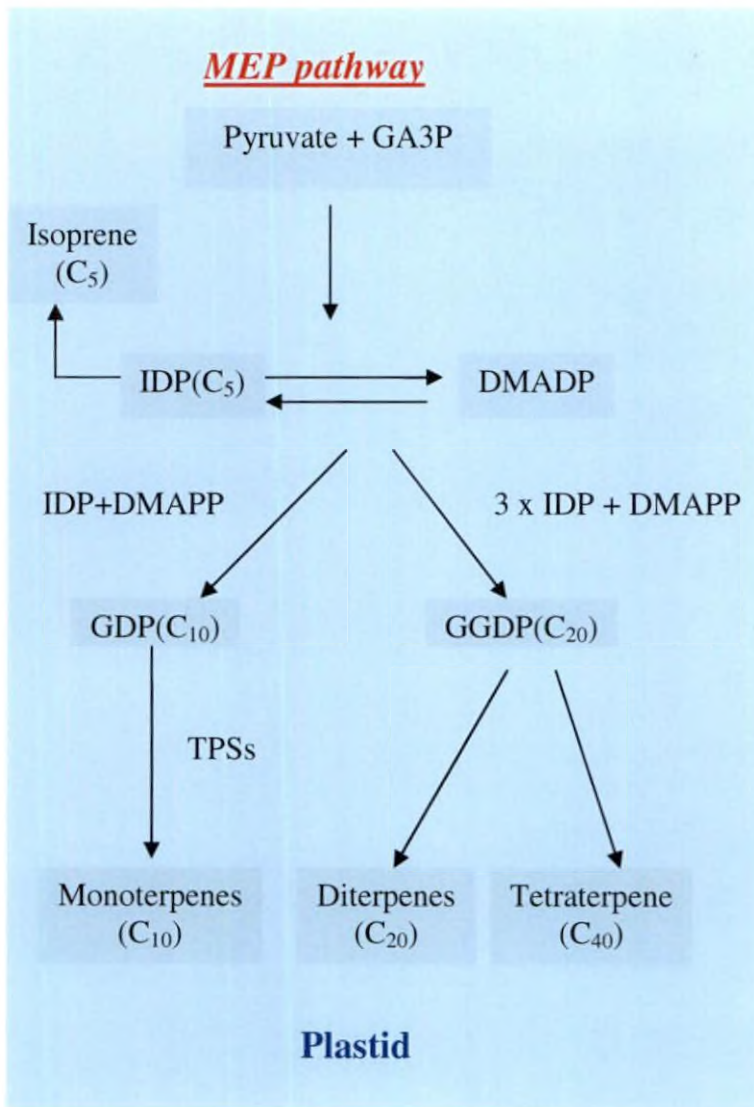 MEP pathway
Pyruvate + GA3P
Isoprene
(C₅)
IDP(C₅)
DMADP
IDP+DMAPP
3 x IDP + DMAPP
GDP(C₁₀)
GGDP(C₂₀)
TPSs
Monoterpenes
(C₁₀)
Diterpenes
(C₂₀)
Tetraterpene
(C₄₀)
Plastid